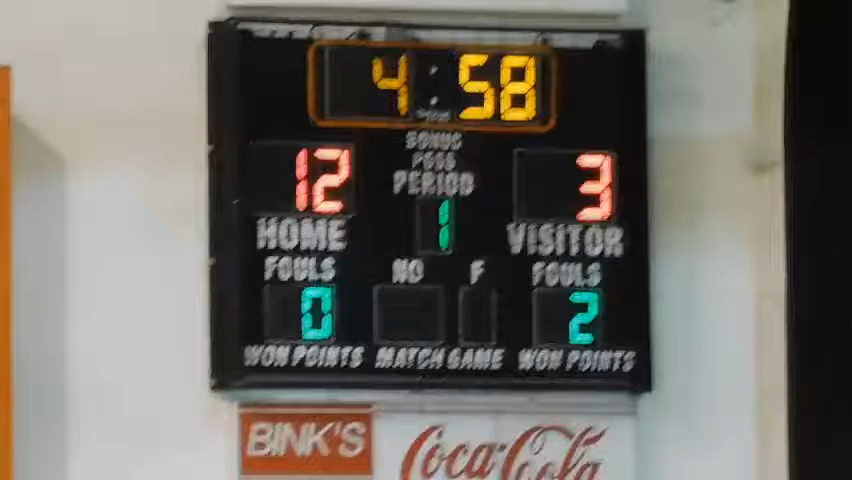 4:58
BONUS
POSS
12 PERIOD 3
HOME 1 VISITOR
FOULS NO F FOULS
0 2
WON POINTS MATCH GAME WON POINTS
BINK'S Coca-Cola